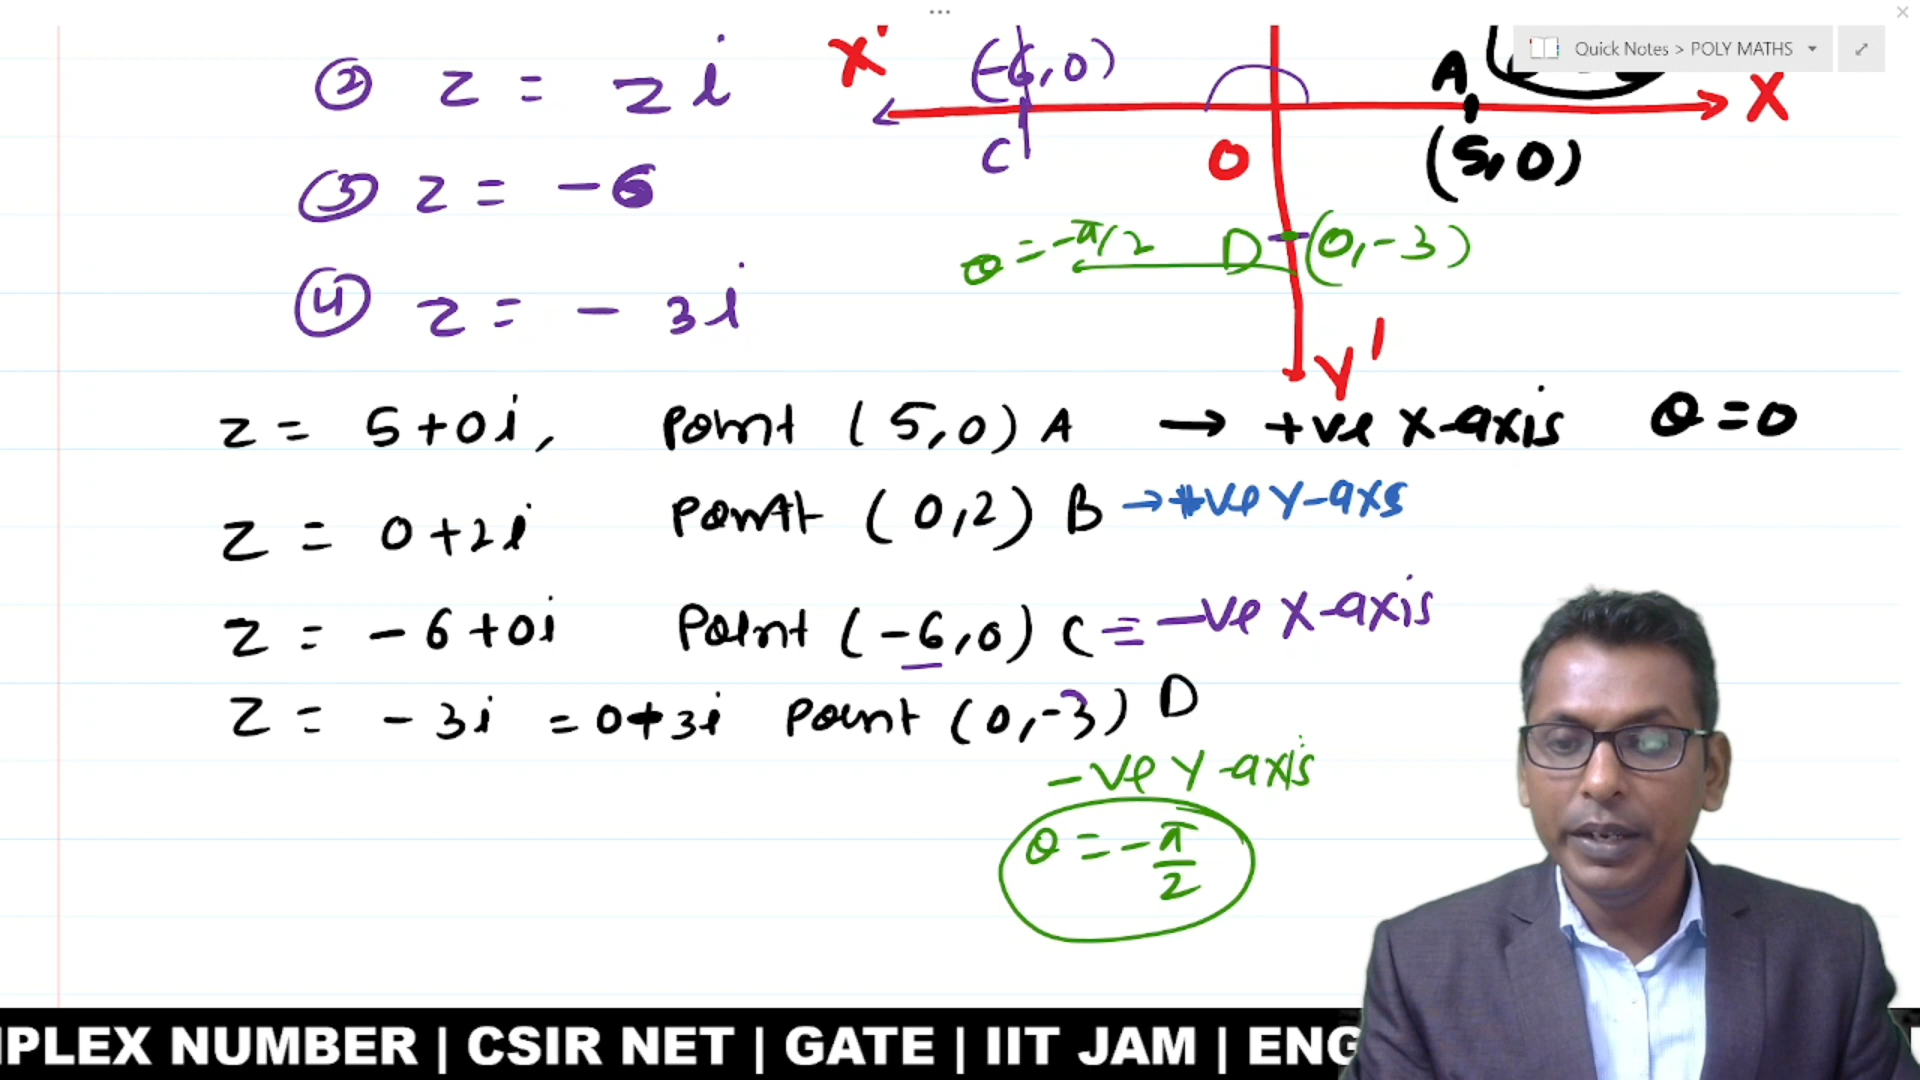 ...
Quick Notes > POLY MATHS
② z = 2i
X' (-6,0) A X
C O (5,0)
③ z = -6
θ = -π/2 D (0,-3)
④ z = - 3i
Y'
z = 5+0i, Point (5,0) A → +ve X-axis θ = 0
z = 0+2i Point (0,2) B → +ve Y-axs
z = -6+0i Point (-6,0) C = -ve X-axis
z = - 3i = 0+3i Point (0,-3) D
-ve Y-axis
θ = -π/2
MPLEX NUMBER | CSIR NET | GATE | IIT JAM | ENG